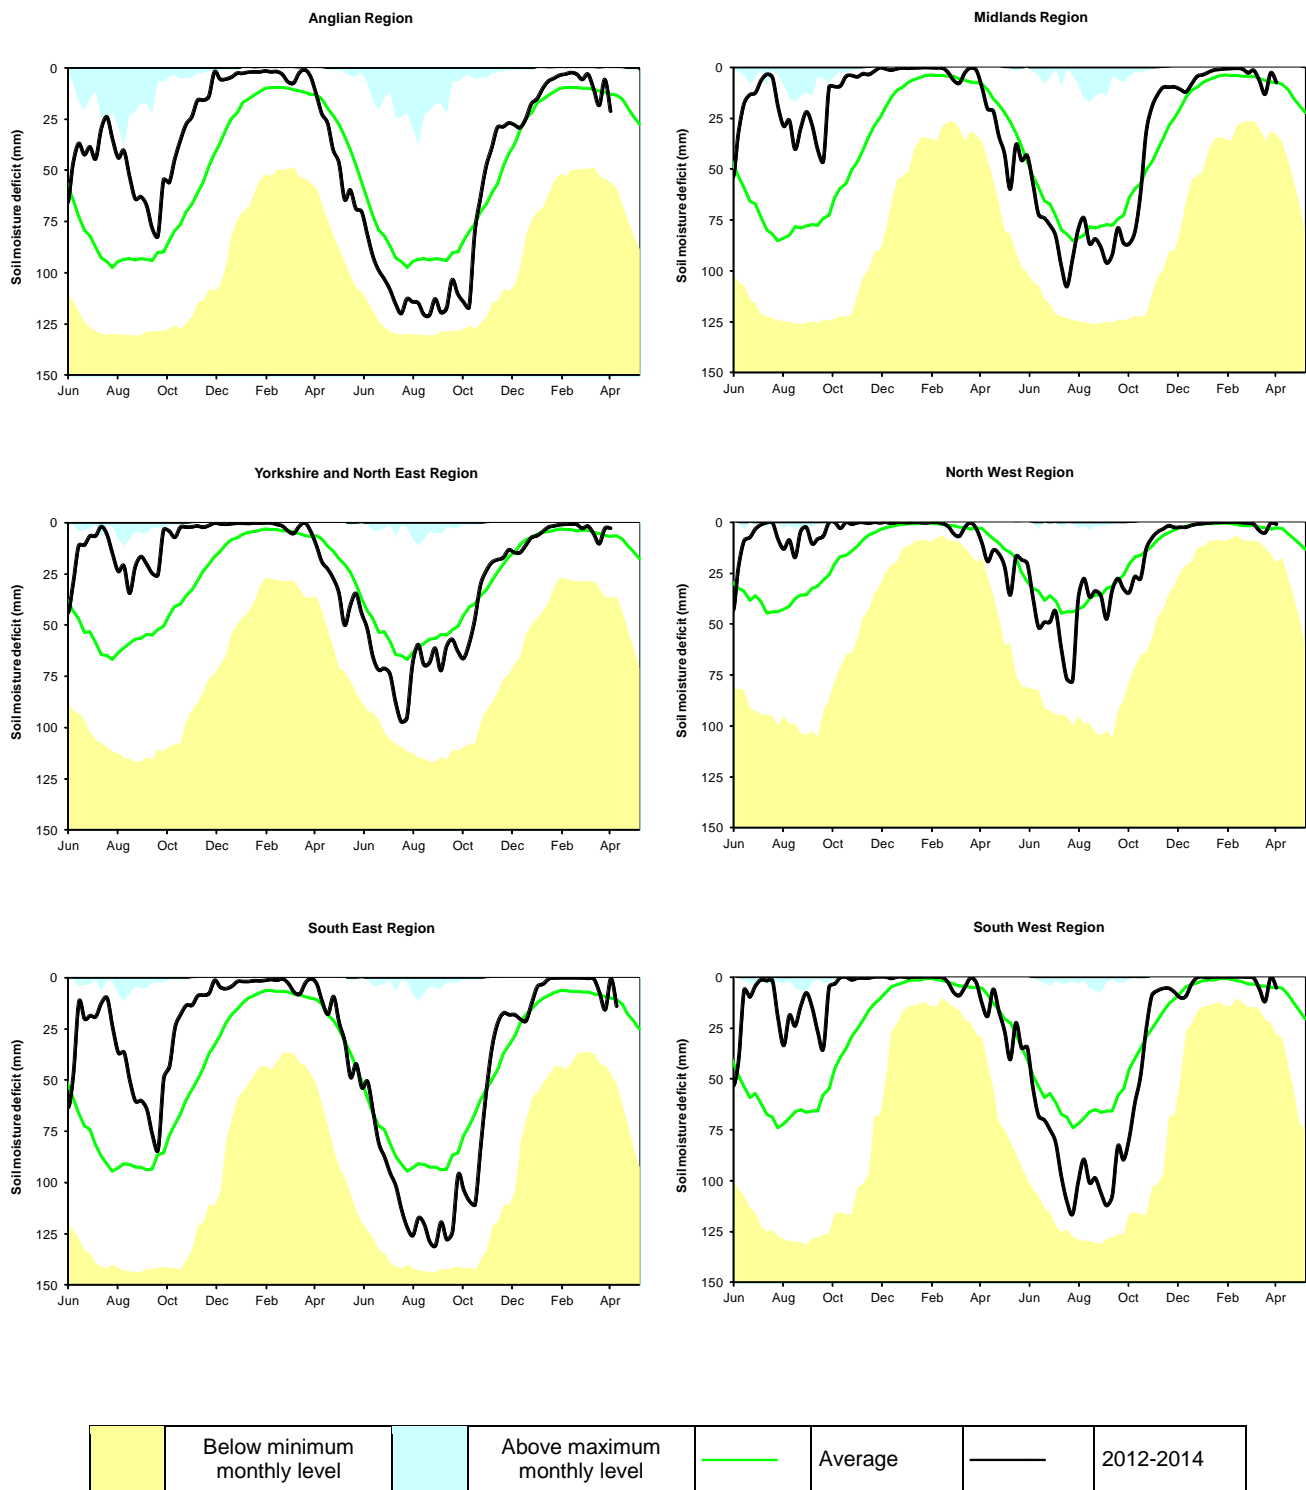 Anglian Region
Soil moisture deficit (mm)
0
25
50
75
100
125
150
Jun Aug Oct Dec Feb Apr Jun Aug Oct Dec Feb Apr
Midlands Region
Soil moisture deficit (mm)
0
25
50
75
100
125
150
Jun Aug Oct Dec Feb Apr Jun Aug Oct Dec Feb Apr
Yorkshire and North East Region
Soil moisture deficit (mm)
0
25
50
75
100
125
150
Jun Aug Oct Dec Feb Apr Jun Aug Oct Dec Feb Apr
North West Region
Soil moisture deficit (mm)
0
25
50
75
100
125
150
Jun Aug Oct Dec Feb Apr Jun Aug Oct Dec Feb Apr
South East Region
Soil moisture deficit (mm)
0
25
50
75
100
125
150
Jun Aug Oct Dec Feb Apr Jun Aug Oct Dec Feb Apr
South West Region
Soil moisture deficit (mm)
0
25
50
75
100
125
150
Jun Aug Oct Dec Feb Apr Jun Aug Oct Dec Feb Apr
Below minimum
monthly level
Above maximum
monthly level
Average
2012-2014